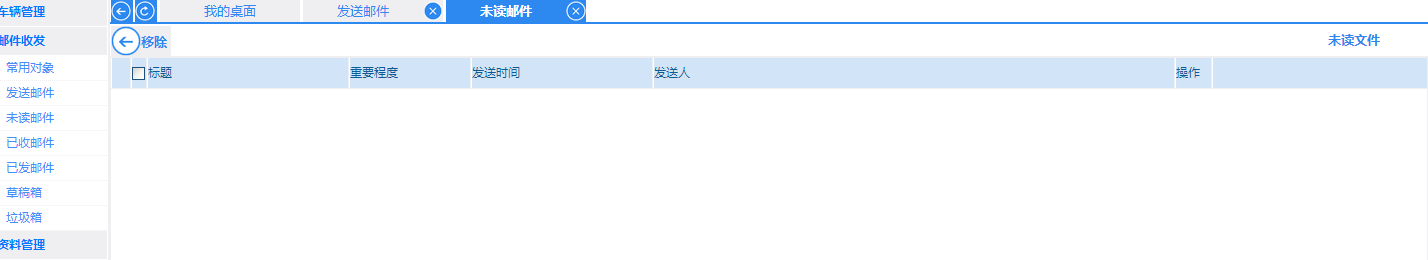 车辆管理
邮件收发
常用对象
发送邮件
未读邮件
已收邮件
已发邮件
草稿箱
垃圾箱
资料管理
我的桌面 发送邮件 未读邮件
移除 未读文件
标题 重要程度 发送时间 发送人 操作